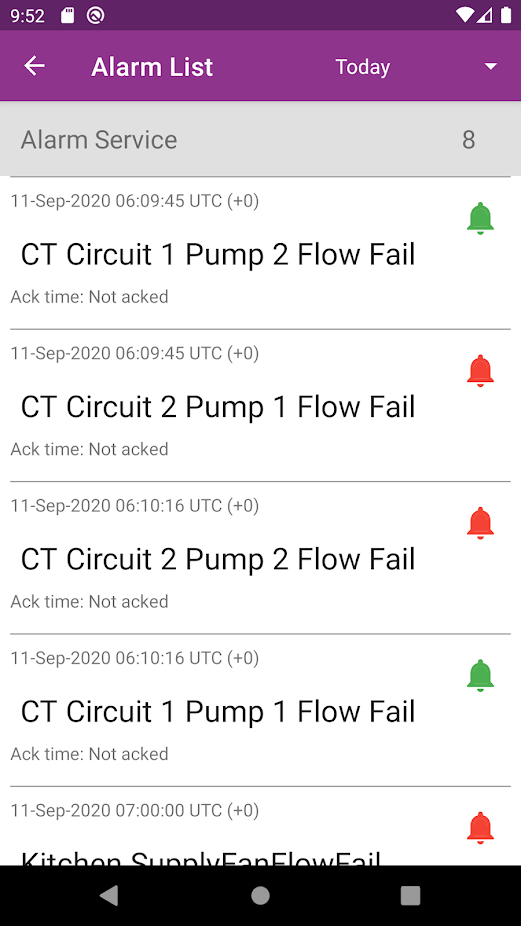 9:52
Alarm List Today
Alarm Service 8
11-Sep-2020 06:09:45 UTC (+0)
CT Circuit 1 Pump 2 Flow Fail
Ack time: Not acked
11-Sep-2020 06:09:45 UTC (+0)
CT Circuit 2 Pump 1 Flow Fail
Ack time: Not acked
11-Sep-2020 06:10:16 UTC (+0)
CT Circuit 2 Pump 2 Flow Fail
Ack time: Not acked
11-Sep-2020 06:10:16 UTC (+0)
CT Circuit 1 Pump 1 Flow Fail
Ack time: Not acked
11-Sep-2020 07:00:00 UTC (+0)
Kitchen SupplyFanFlowFail